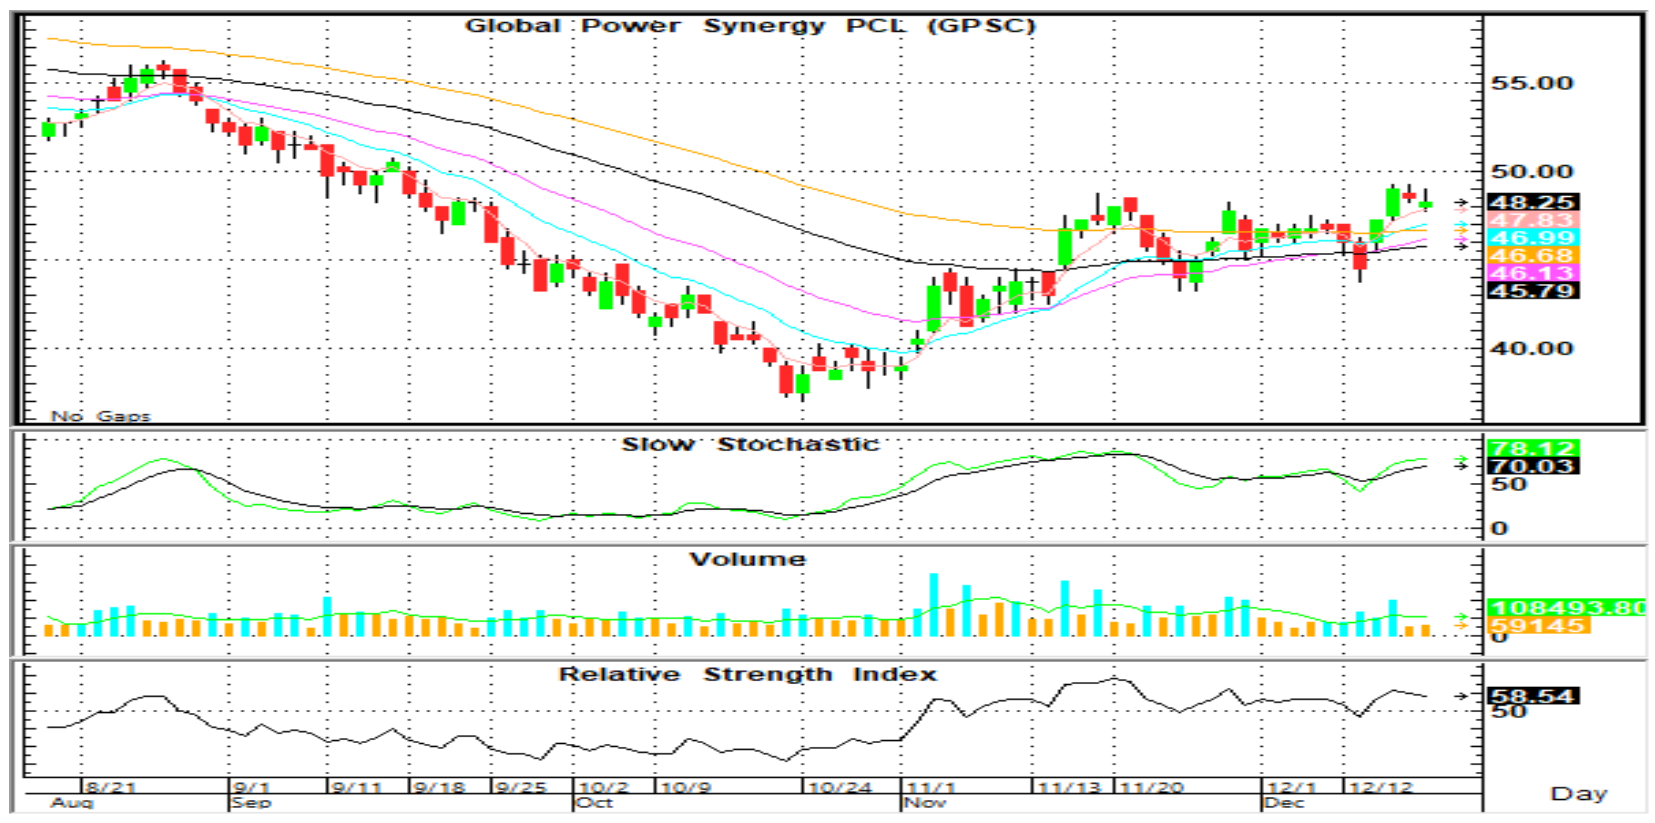 Global Power Synergy PCL (GPSC)
55.00
50.00
48.25
47.83
46.99
46.68
46.13
45.79
40.00
No Gaps
Slow Stochastic
78.12
70.03
50
0
Volume
108493.80
59145
0
Relative Strength Index
58.54
50
8/21 9/1 9/11 9/18 9/25 10/2 10/9 10/24 11/1 11/13 11/20 12/1 12/12
Aug Sep Oct Nov Dec
Day